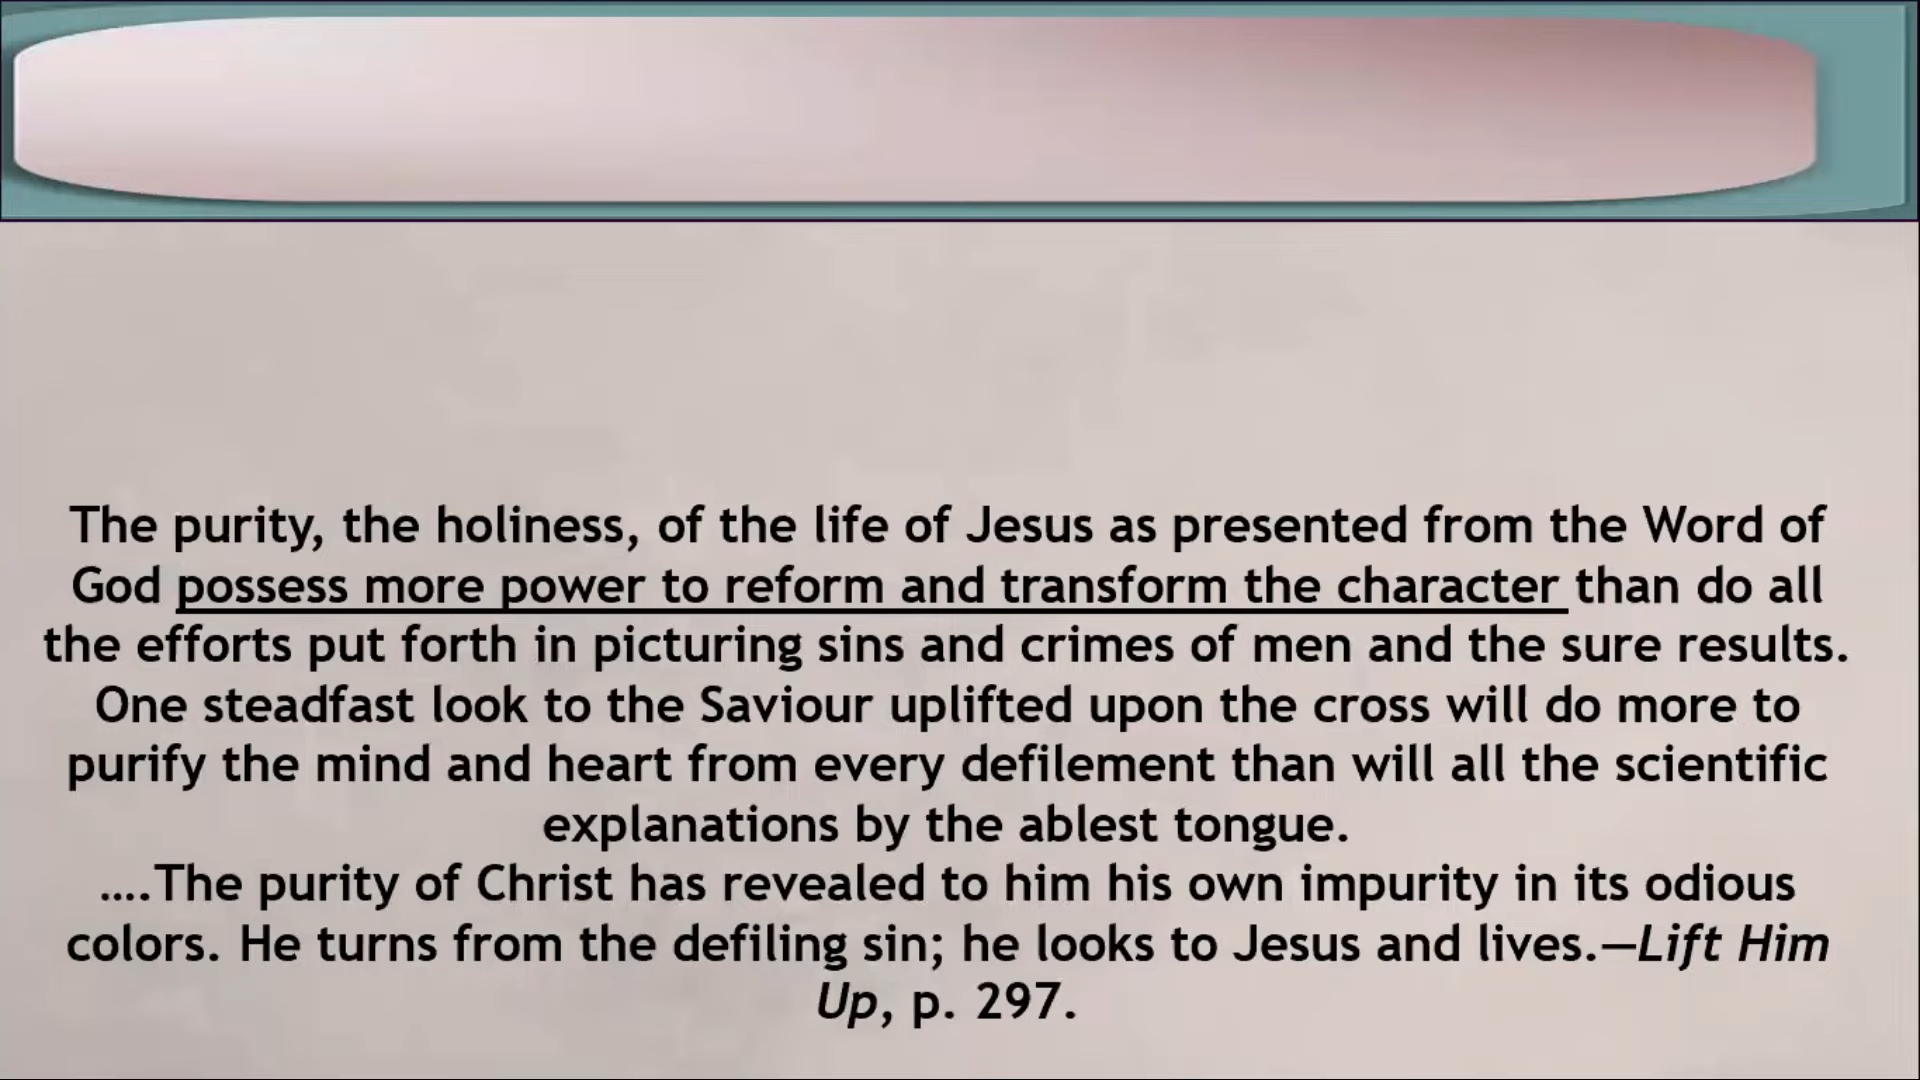 The purity, the holiness, of the life of Jesus as presented from the Word of
God possess more power to reform and transform the character than do all
the efforts put forth in picturing sins and crimes of men and the sure results.
One steadfast look to the Saviour uplifted upon the cross will do more to
purify the mind and heart from every defilement than will all the scientific
explanations by the ablest tongue.
....The purity of Christ has revealed to him his own impurity in its odious
colors. He turns from the defiling sin; he looks to Jesus and lives.—Lift Him
Up, p. 297.